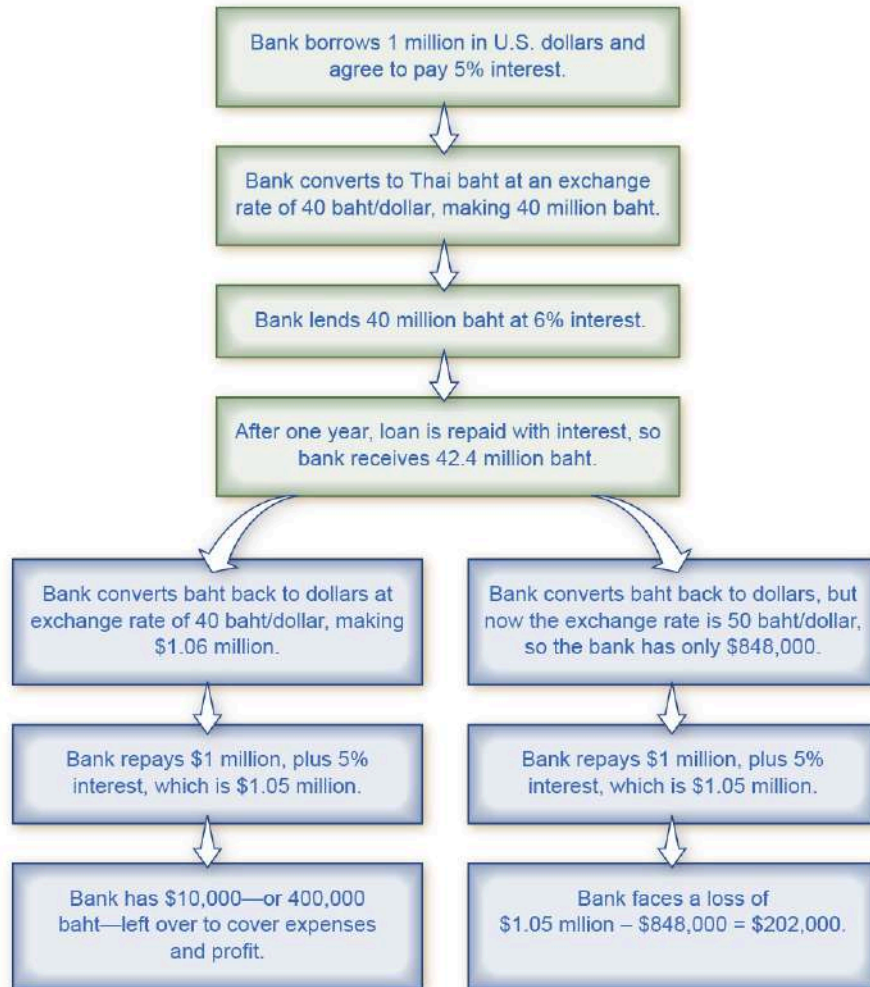 Bank borrows 1 million in U.S. dollars and
agree to pay 5% interest.
Bank converts to Thai baht at an exchange
rate of 40 baht/dollar, making 40 million baht.
Bank lends 40 million baht at 6% interest.
After one year, loan is repaid with interest, so
bank receives 42.4 million baht.
Bank converts baht back to dollars at
exchange rate of 40 baht/dollar, making
$1.06 million.
Bank repays $1 million, plus 5%
interest, which is $1.05 million.
Bank has $10,000—or 400,000
baht—left over to cover expenses
and profit.
Bank converts baht back to dollars, but
now the exchange rate is 50 baht/dollar,
so the bank has only $848,000.
Bank repays $1 million, plus 5%
interest, which is $1.05 million.
Bank faces a loss of
$1.05 mllion – $848,000 = $202,000.